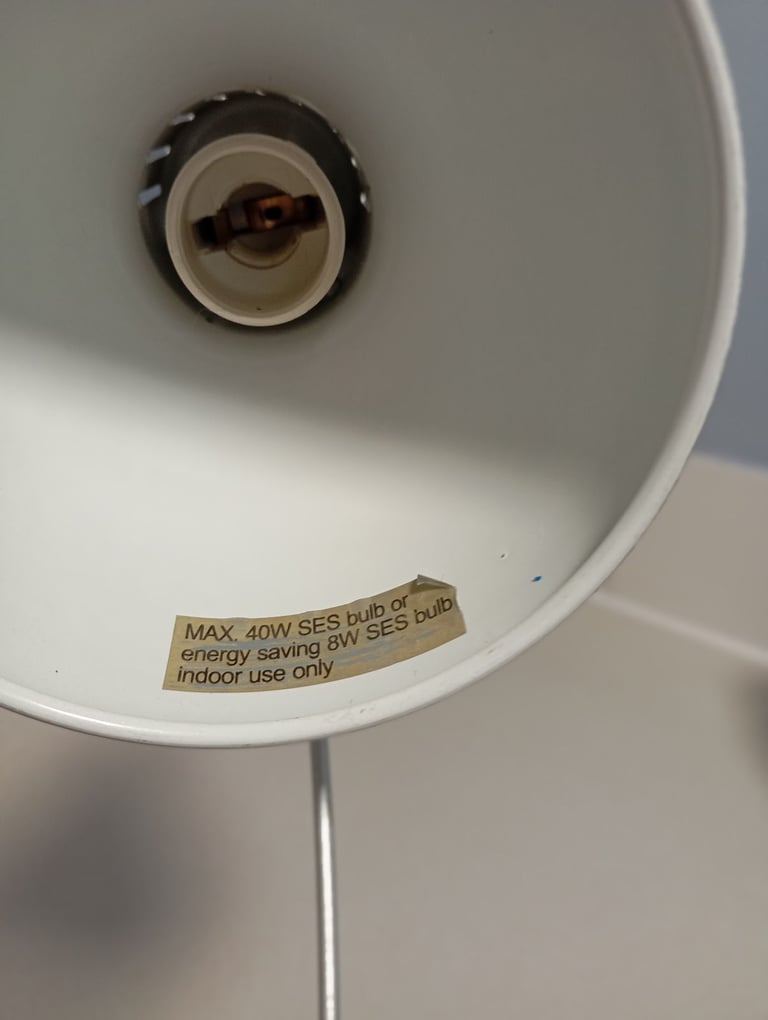 MAX. 40W SES bulb or
energy saving 8W SES bulb
indoor use only